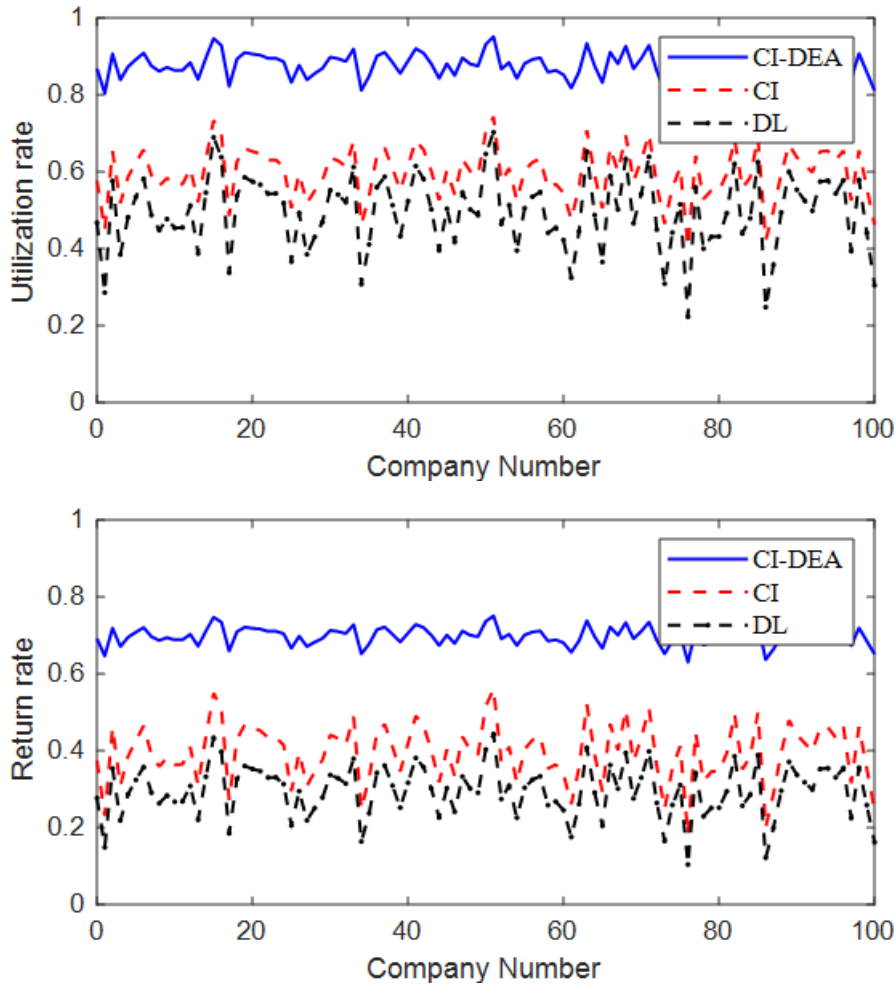 1
0.8
0.6
0.4
0.2
0
Utilization rate
CI-DEA
CI
DL
0 20 40 60 80 100
Company Number
1
0.8
0.6
0.4
0.2
0
Return rate
CI-DEA
CI
DL
0 20 40 60 80 100
Company Number